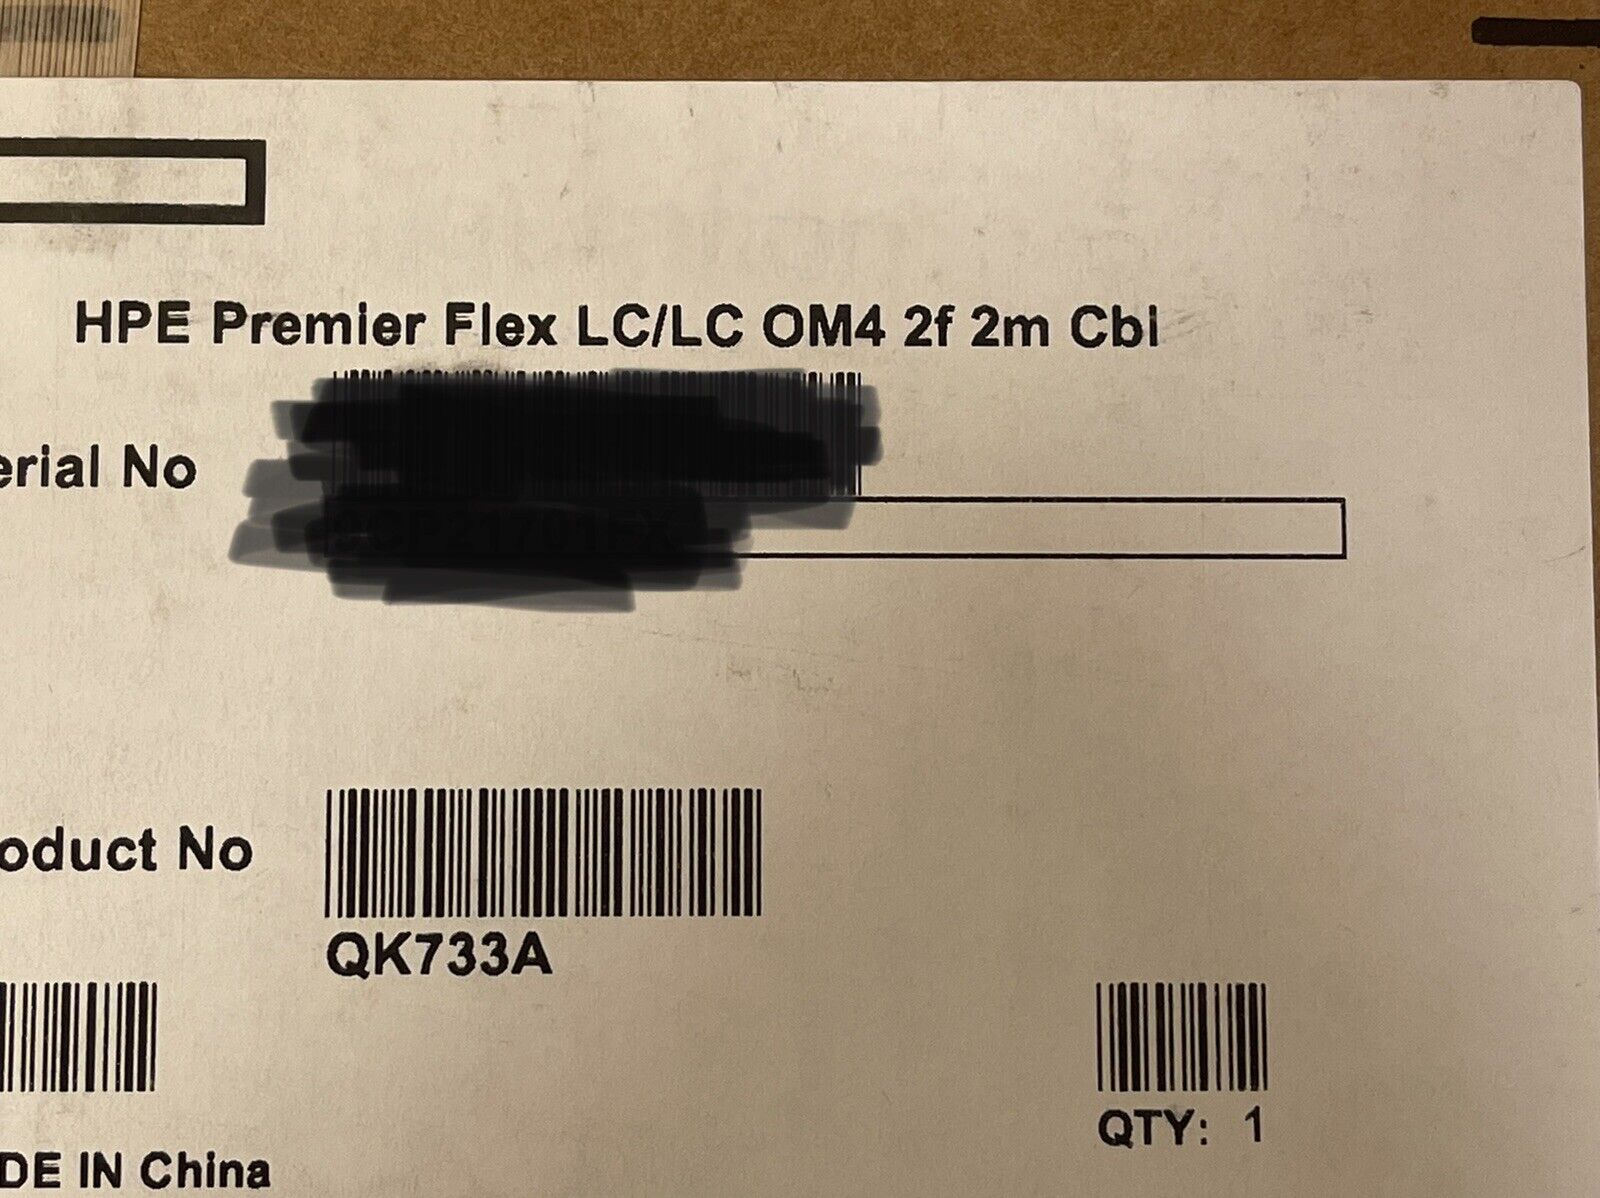 HPE Premier Flex LC/LC OM4 2f 2m Cbl
erial No
oduct No
QK733A
QTY: 1
DE IN China